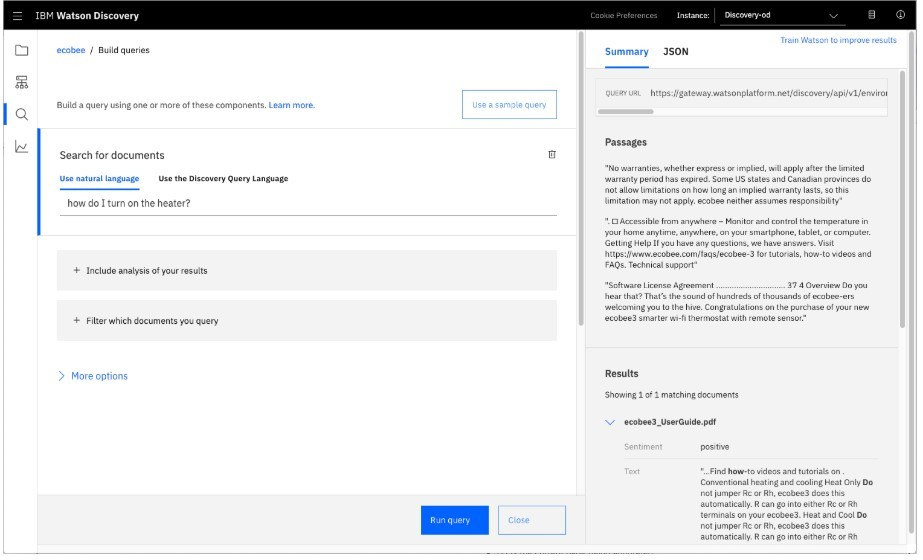 IBM Watson Discovery
Cookie Preferences
Instance:
Discovery-od
ecobee / Build queries
Build a query using one or more of these components. Learn more.
Use a sample query
Search for documents
Use natural language
Use the Discovery Query Language
how do I turn on the heater?
+ Include analysis of your results
+ Filter which documents you query
More options
Run query
Close
Train Watson to improve results
Summary
JSON
QUERY URL
https://gateway.watsonplatform.net/discovery/api/v1/enviror
Passages
"No warranties, whether express or implied, will apply after the limited
warranty period has expired. Some US states and Canadian provinces do
not allow limitations on how long an implied warranty lasts, so this
limitation may not apply. ecobee neither assumes responsibility"
". ☐ Accessible from anywhere – Monitor and control the temperature in
your home anytime, anywhere, on your smartphone, tablet, or computer.
Getting Help If you have any questions, we have answers. Visit
https://www.ecobee.com/faqs/ecobee-3 for tutorials, how-to videos and
FAQs. Technical support"
"Software License Agreement .............................. 37 4 Overview Do you
hear that? That's the sound of hundreds of thousands of ecobee-ers
welcoming you to the hive. Congratulations on the purchase of your new
ecobee3 smarter wi-fi thermostat with remote sensor."
Results
Showing 1 of 1 matching documents
ecobee3_UserGuide.pdf
Sentiment
positive
Text
"...Find how-to videos and tutorials on .
Conventional heating and cooling Heat Only Do
not jumper Rc or Rh, ecobee3 does this
automatically. R can go into either Rc or Rh
terminals on your ecobee3. Heat and Cool Do
not jumper Rc or Rh, ecobee3 does this
automatically. R can go into either Rc or Rh